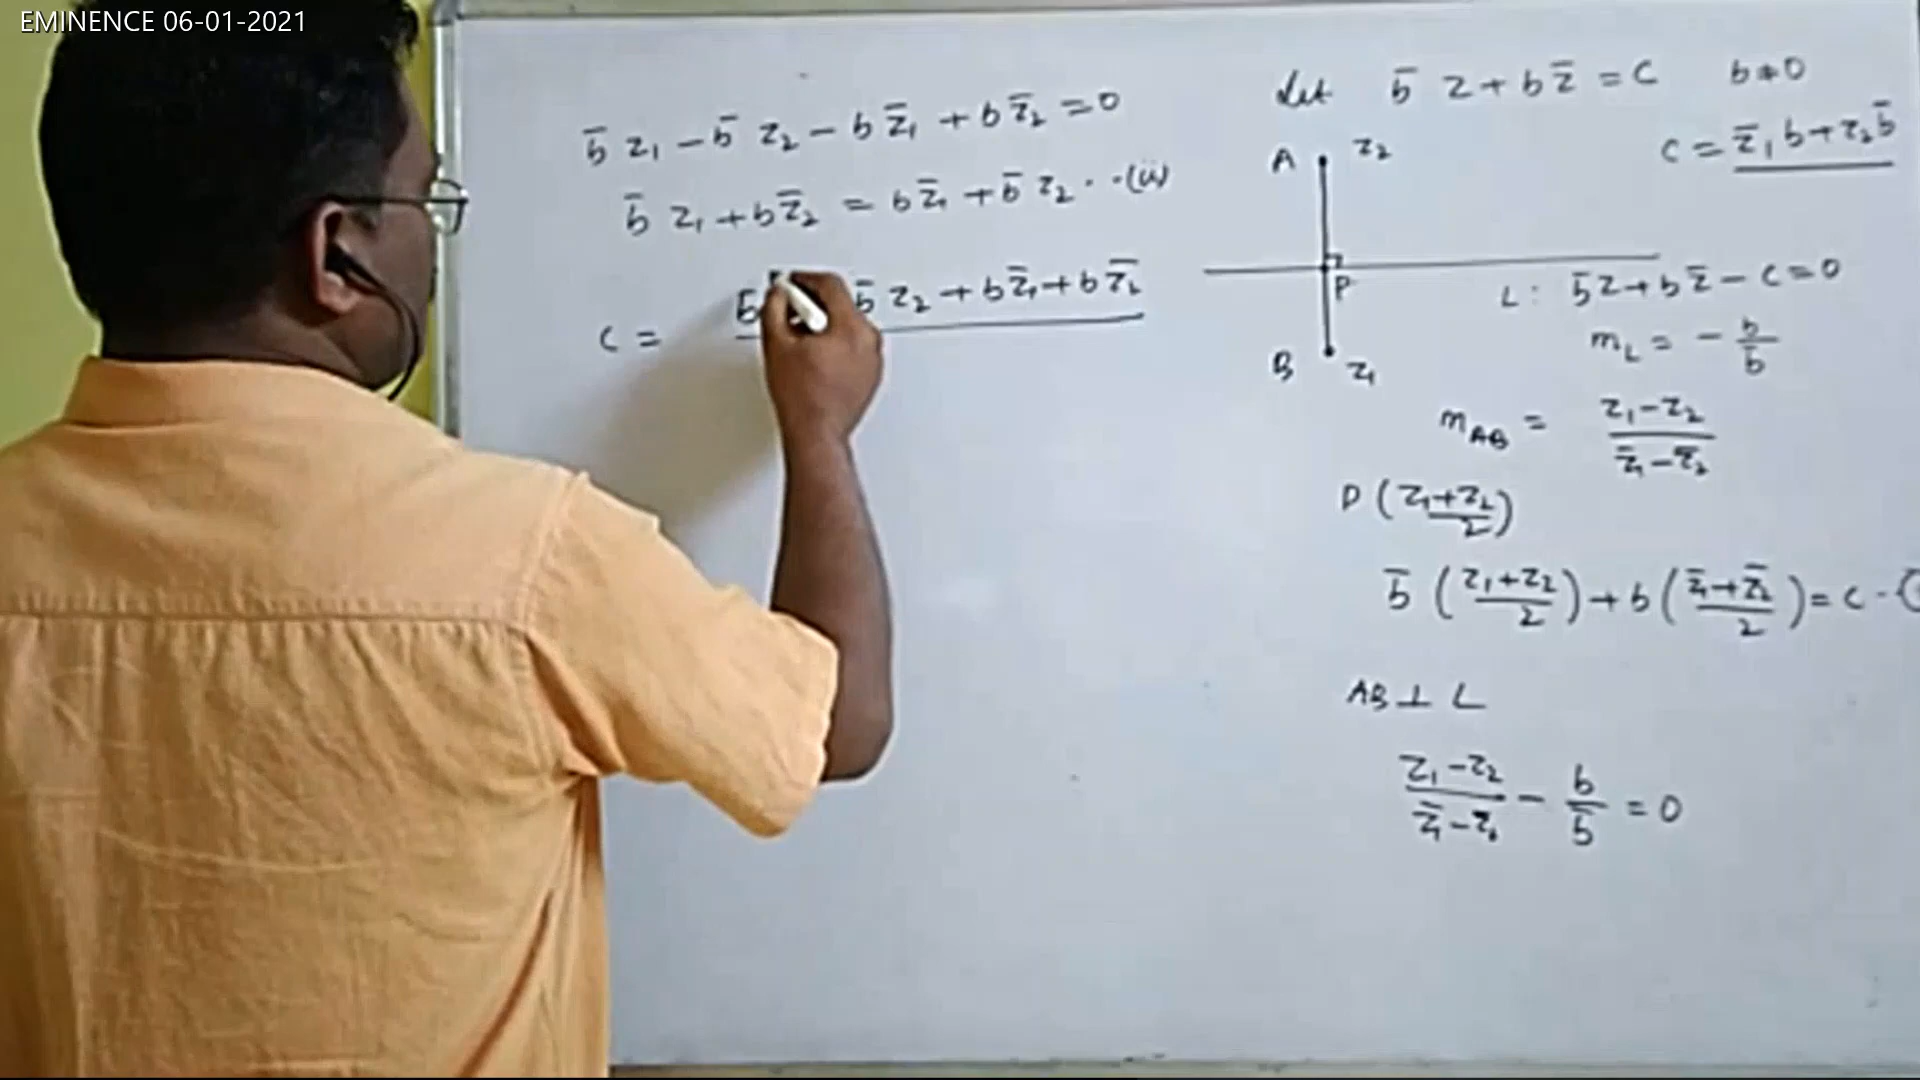 EMINENCE 06-01-2021
b̄ z₁ − b̄ z₂ − b z̄₁ + b z̄₂ = 0
b̄ z₁ + b z̄₂ = b z̄₁ + b̄ z₂ . . (ii)
c = b̄ b̄ z₂ + b z̄₁ + b z̄₂
Let b̄ z + b z̄ = c b ≠ 0
c = z̄₁ b + z₂ b̄
A z₂
P
B z₁
L : b̄ z + b z̄ − c = 0
m_L = − b/b̄
m_AB = (z₁ − z₂)/(z̄₁ − z̄₂)
P ((z₁ + z₂)/2)
b̄ ((z₁ + z₂)/2) + b ((z̄₁ + z̄₂)/2) = c . (
AB ⊥ L
(z₁ − z₂)/(z̄₁ − z̄₂) − b/b̄ = 0